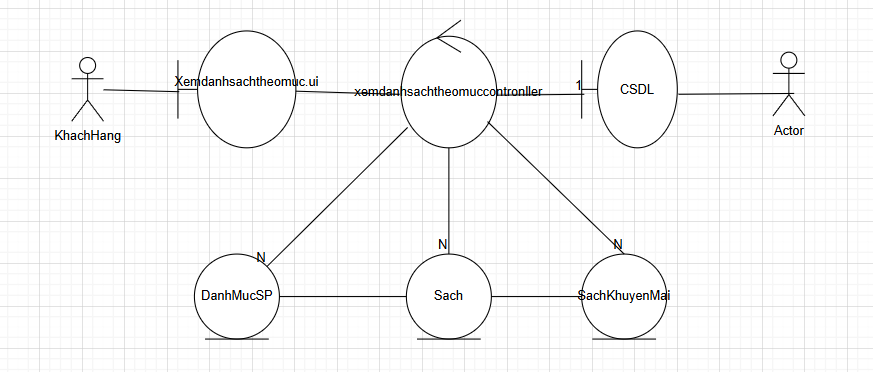 KhachHang
Xemdanhsachtheomuc.ui
xemdanhsachtheomuccontronller
1
CSDL
Actor
N
N
N
DanhMucSP
Sach
SachKhuyenMai